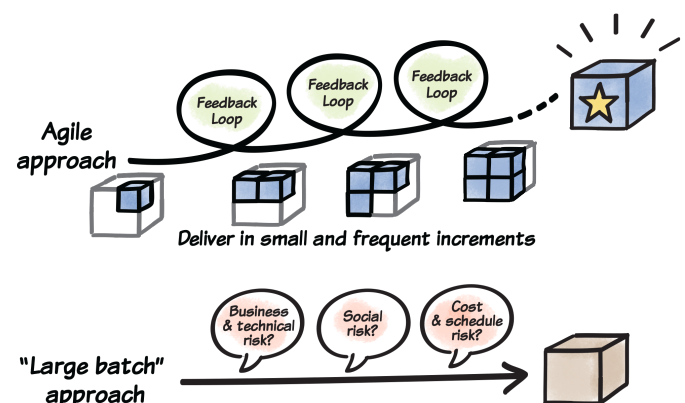 Feedback
Loop
Feedback
Loop
Feedback
Loop
Agile
approach
Deliver in small and frequent increments
Business
& technical
risk?
Social
risk?
Cost
& schedule
risk?
"Large batch"
approach